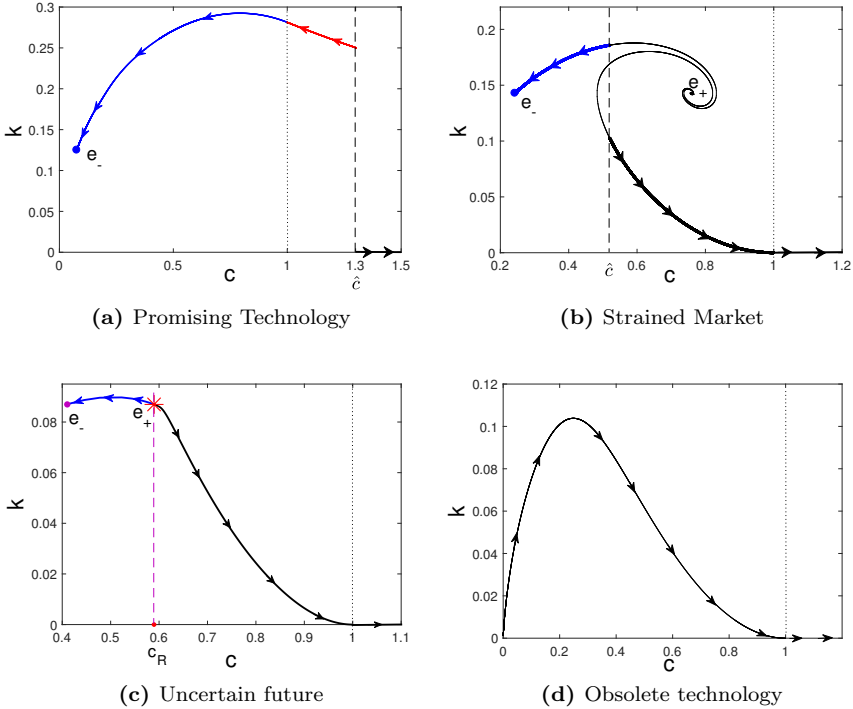 0.3
0.25
0.2
0.15
0.1
0.05
0
k
0
0.5
1
1.3
1.5
c
ĉ
e_-
(a) Promising Technology
0.2
0.15
0.1
0.05
0
k
0.2
0.4
0.6
0.8
1
1.2
c
ĉ
e_-
e_+
(b) Strained Market
0.08
0.06
0.04
0.02
0
k
0.4
0.5
0.6
0.7
0.8
0.9
1
1.1
c_R
c
e_-
e_+
(c) Uncertain future
0.12
0.1
0.08
0.06
0.04
0.02
0
k
0
0.2
0.4
0.6
0.8
1
c
(d) Obsolete technology